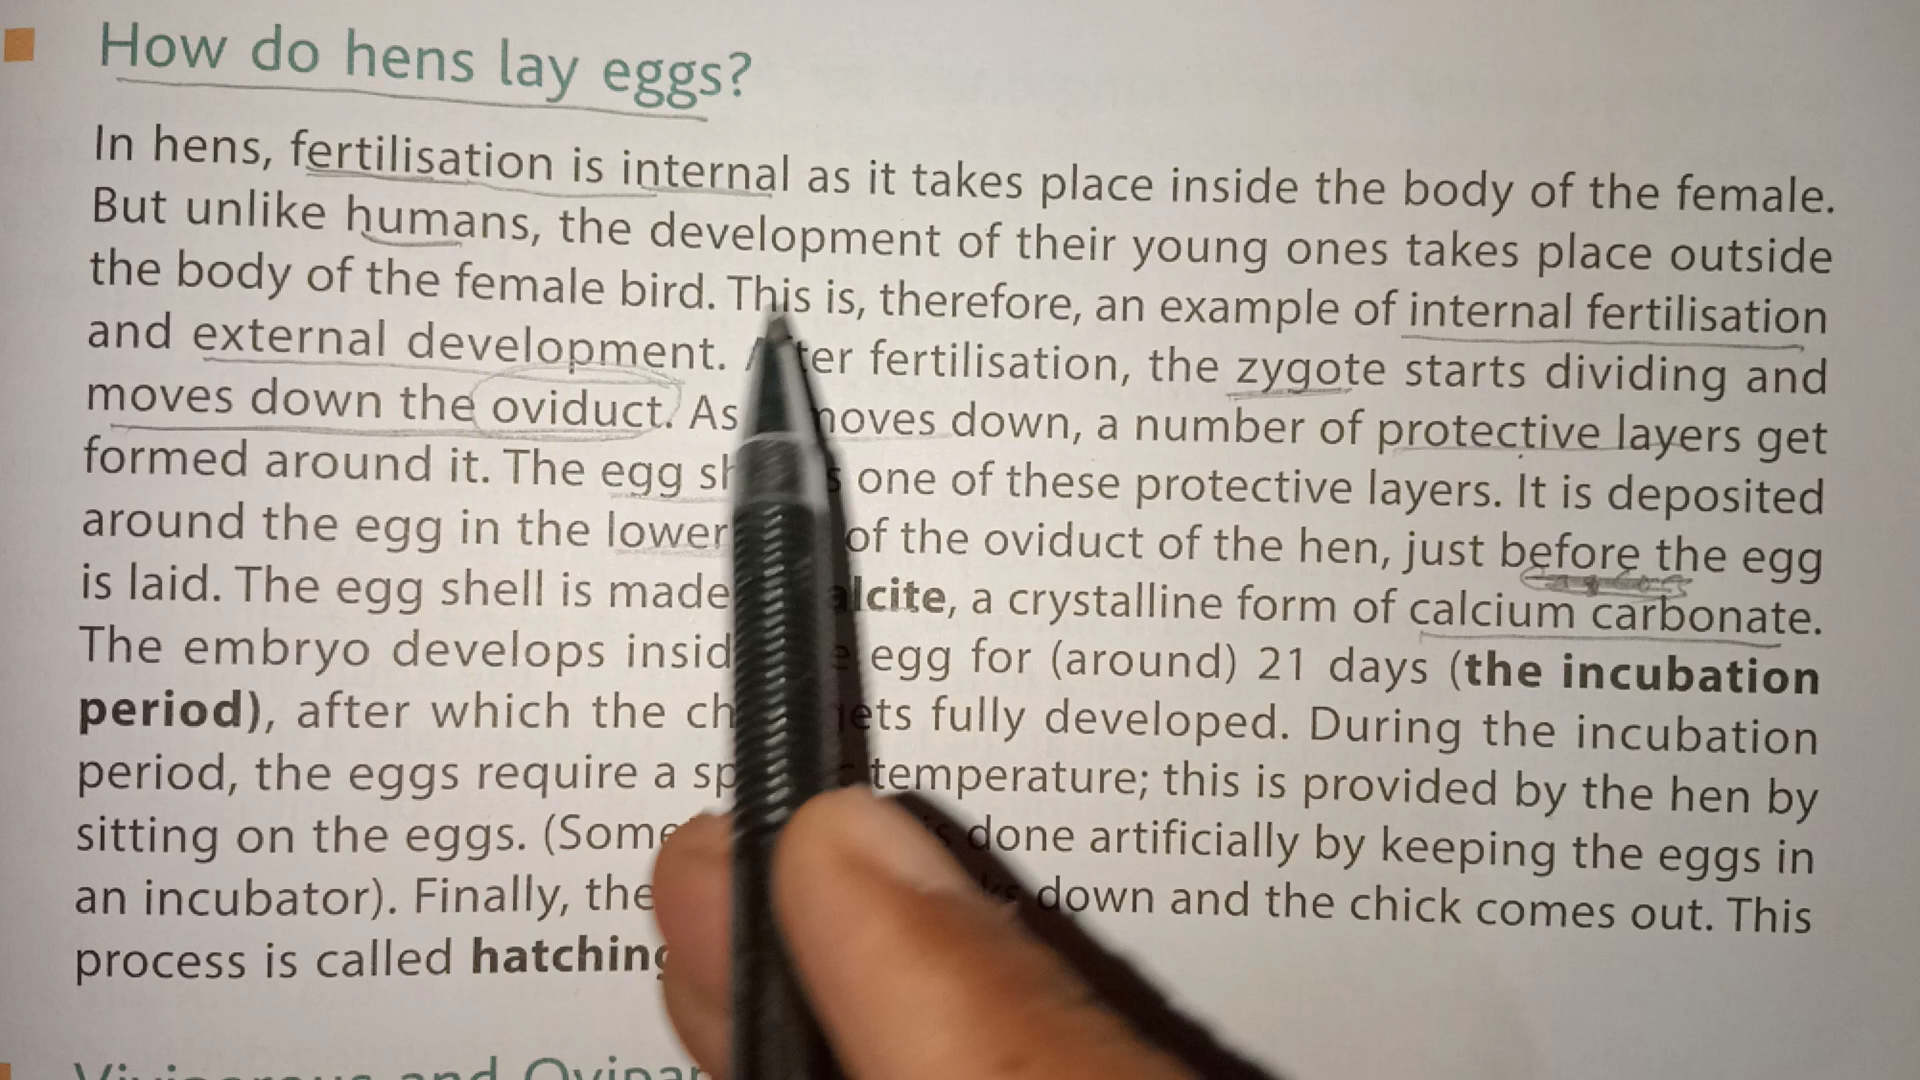 How do hens lay eggs?
In hens, fertilisation is internal as it takes place inside the body of the female.
But unlike humans, the development of their young ones takes place outside
the body of the female bird. This is, therefore, an example of internal fertilisation
and external development. fertilisation, the zygote starts dividing and
moves down the oviduct. As moves down, a number of protective layers get
formed around it. The egg one of these protective layers. It is deposited
around the egg in the lower of the oviduct of the hen, just before the egg
is laid. The egg shell is made a crystalline form of calcium carbonate.
The embryo develops egg for (around) 21 days (the incubation
period), after which the fully developed. During the incubation
period, the eggs require a temperature; this is provided by the hen by
sitting on the eggs. (Some done artificially by keeping the eggs in
an incubator). Finally, the down and the chick comes out. This
process is called hatching